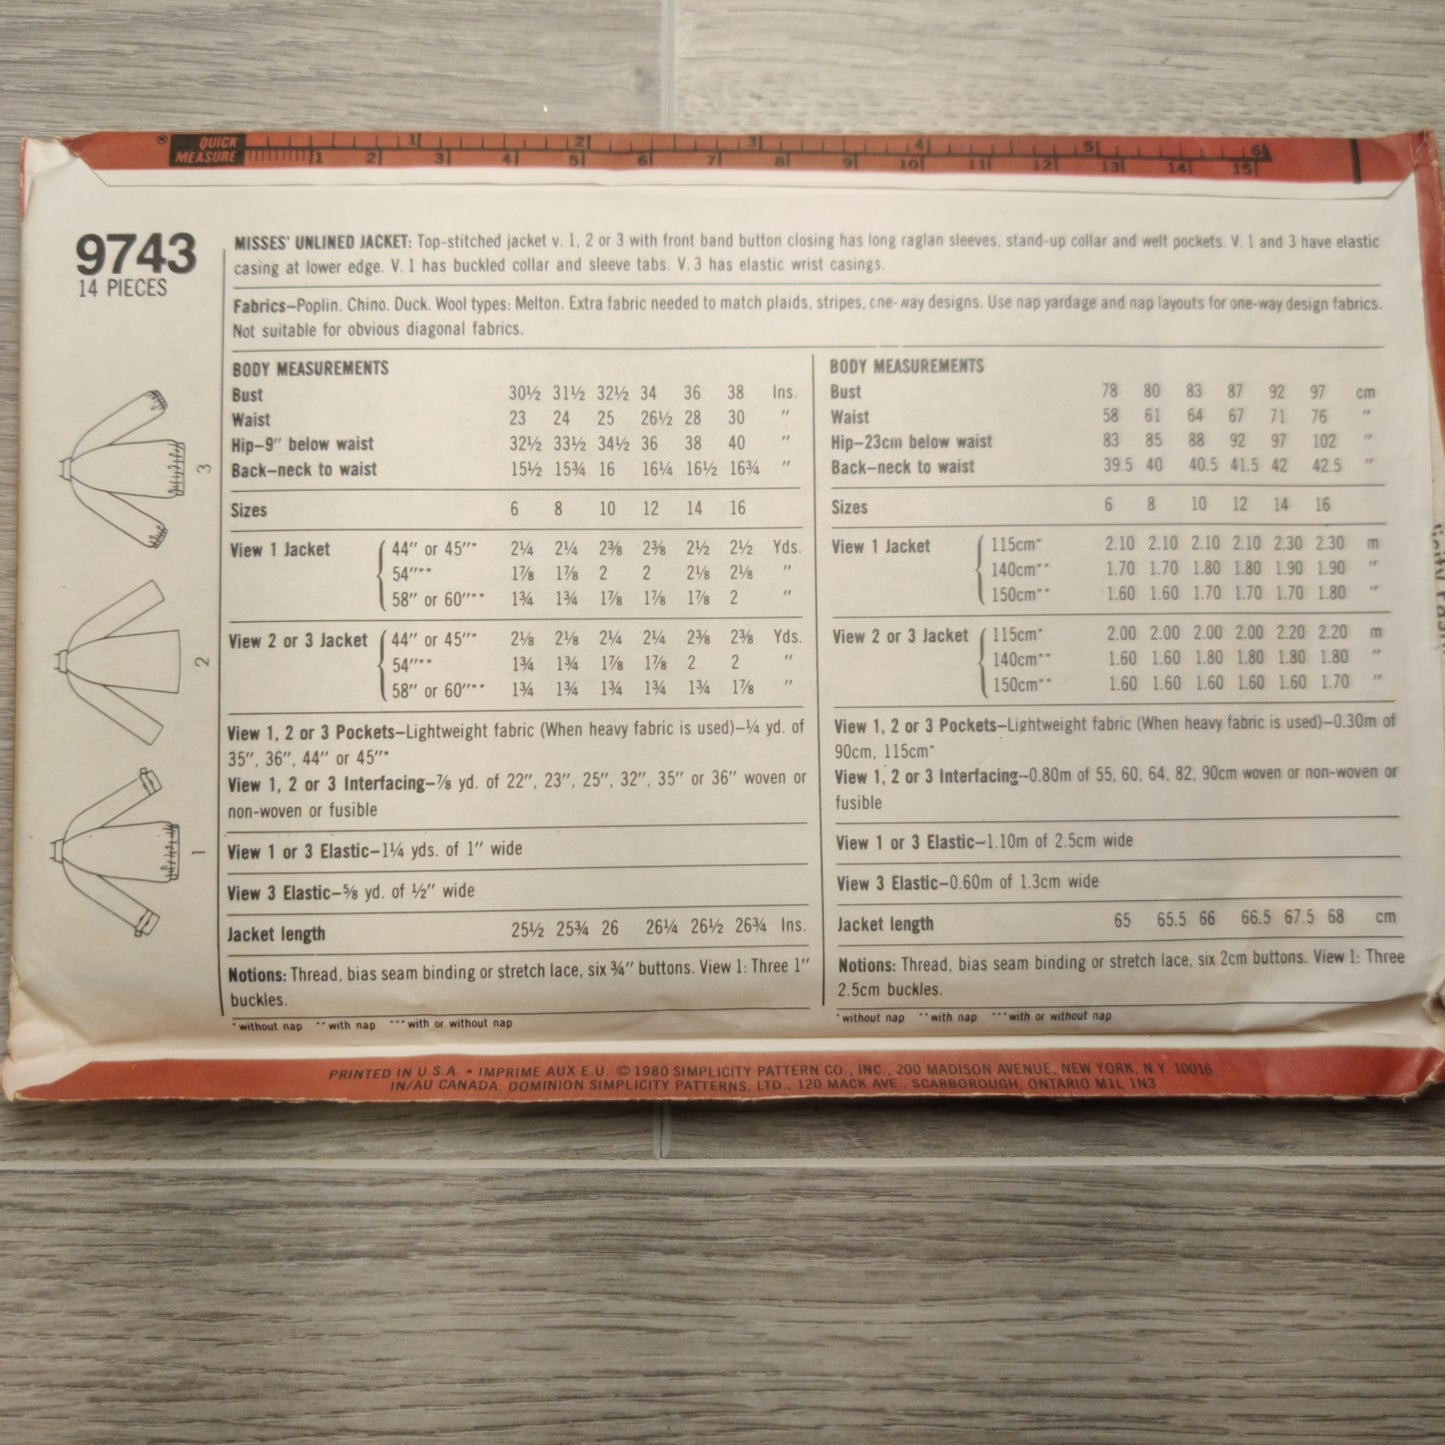 QUICK MEASURE ®
1 2 3 4 5 6
1 2 3 4 5 6 7 8 9 10 11 12 13 14 15
9743
14 PIECES
MISSES' UNLINED JACKET: Top-stitched jacket v. 1, 2 or 3 with front band button closing has long raglan sleeves, stand-up collar and welt pockets. V. 1 and 3 have elastic
casing at lower edge. V. 1 has buckled collar and sleeve tabs. V. 3 has elastic wrist casings.
Fabrics–Poplin. Chino. Duck. Wool types: Melton. Extra fabric needed to match plaids, stripes, one-way designs. Use nap yardage and nap layouts for one-way design fabrics.
Not suitable for obvious diagonal fabrics.
3
2
1
BODY MEASUREMENTS
Bust 30½ 31½ 32½ 34 36 38 Ins.
Waist 23 24 25 26½ 28 30 "
Hip–9" below waist 32½ 33½ 34½ 36 38 40 "
Back–neck to waist 15½ 15¾ 16 16¼ 16½ 16¾ "
Sizes 6 8 10 12 14 16
View 1 Jacket 44" or 45"* 2¼ 2¼ 2⅜ 2⅜ 2½ 2½ Yds.
54"** 1⅞ 1⅞ 2 2 2⅛ 2⅛ "
58" or 60"** 1¾ 1¾ 1⅞ 1⅞ 1⅞ 2 "
View 2 or 3 Jacket 44" or 45"* 2⅛ 2⅛ 2¼ 2¼ 2⅜ 2⅜ Yds.
54"** 1¾ 1¾ 1⅞ 1⅞ 2 2 "
58" or 60"** 1¾ 1¾ 1¾ 1¾ 1¾ 1⅞ "
View 1, 2 or 3 Pockets–Lightweight fabric (When heavy fabric is used)–¼ yd. of
35", 36", 44" or 45"*
View 1, 2 or 3 Interfacing–⅞ yd. of 22", 23", 25", 32", 35" or 36" woven or
non-woven or fusible
View 1 or 3 Elastic–1¼ yds. of 1" wide
View 3 Elastic–⅝ yd. of ½" wide
Jacket length 25½ 25¾ 26 26¼ 26½ 26¾ Ins.
Notions: Thread, bias seam binding or stretch lace, six ¾" buttons. View 1: Three 1"
buckles.
*without nap **with nap ***with or without nap
BODY MEASUREMENTS
Bust 78 80 83 87 92 97 cm
Waist 58 61 64 67 71 76 "
Hip–23cm below waist 83 85 88 92 97 102 "
Back–neck to waist 39.5 40 40.5 41.5 42 42.5 "
Sizes 6 8 10 12 14 16
View 1 Jacket 115cm* 2.10 2.10 2.10 2.10 2.30 2.30 m
140cm** 1.70 1.70 1.80 1.80 1.90 1.90 "
150cm** 1.60 1.60 1.70 1.70 1.70 1.80 "
View 2 or 3 Jacket 115cm* 2.00 2.00 2.00 2.00 2.20 2.20 m
140cm** 1.60 1.60 1.80 1.80 1.80 1.80 "
150cm** 1.60 1.60 1.60 1.60 1.60 1.70 "
View 1, 2 or 3 Pockets–Lightweight fabric (When heavy fabric is used)–0.30m of
90cm, 115cm*
View 1, 2 or 3 Interfacing–0.80m of 55, 60, 64, 82, 90cm woven or non-woven or
fusible
View 1 or 3 Elastic–1.10m of 2.5cm wide
View 3 Elastic–0.60m of 1.3cm wide
Jacket length 65 65.5 66 66.5 67.5 68 cm
Notions: Thread, bias seam binding or stretch lace, six 2cm buttons. View 1: Three
2.5cm buckles.
*without nap **with nap ***with or without nap
PRINTED IN U.S.A. • IMPRIME AUX E.U. © 1980 SIMPLICITY PATTERN CO., INC., 200 MADISON AVENUE, NEW YORK, N.Y. 10016
IN/AU CANADA: DOMINION SIMPLICITY PATTERNS, LTD., 120 MACK AVE., SCARBOROUGH, ONTARIO M1L 1N3